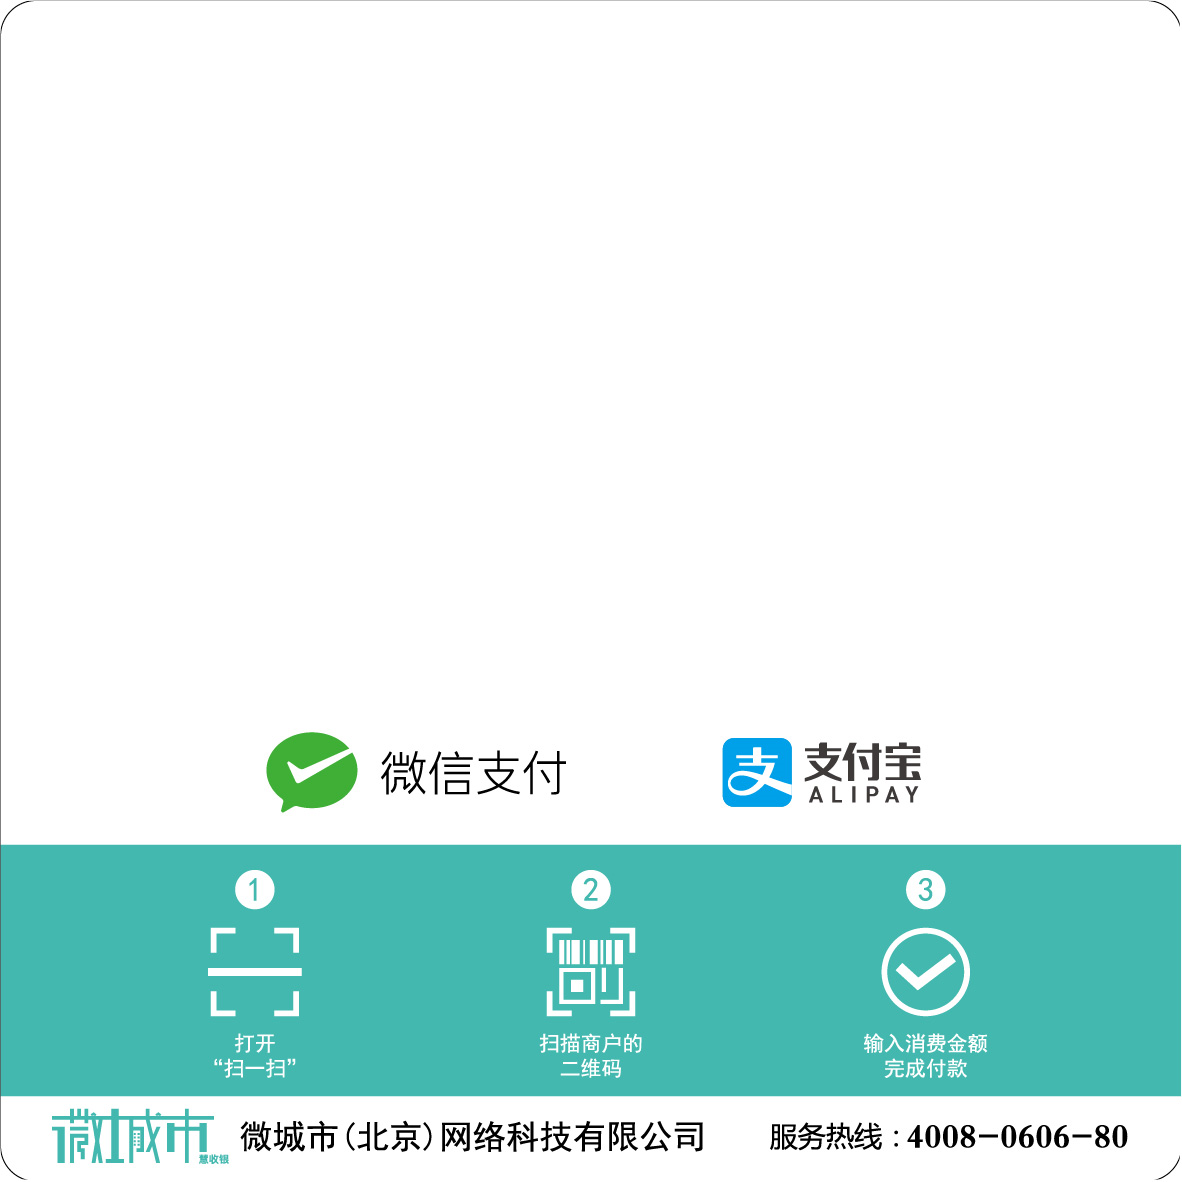 微信支付
支付宝
ALIPAY
1
2
3
打开
“扫一扫”
扫描商户的
二维码
输入消费金额
完成付款
微城市
慧收银
微城市(北京)网络科技有限公司
服务热线:4008-0606-80